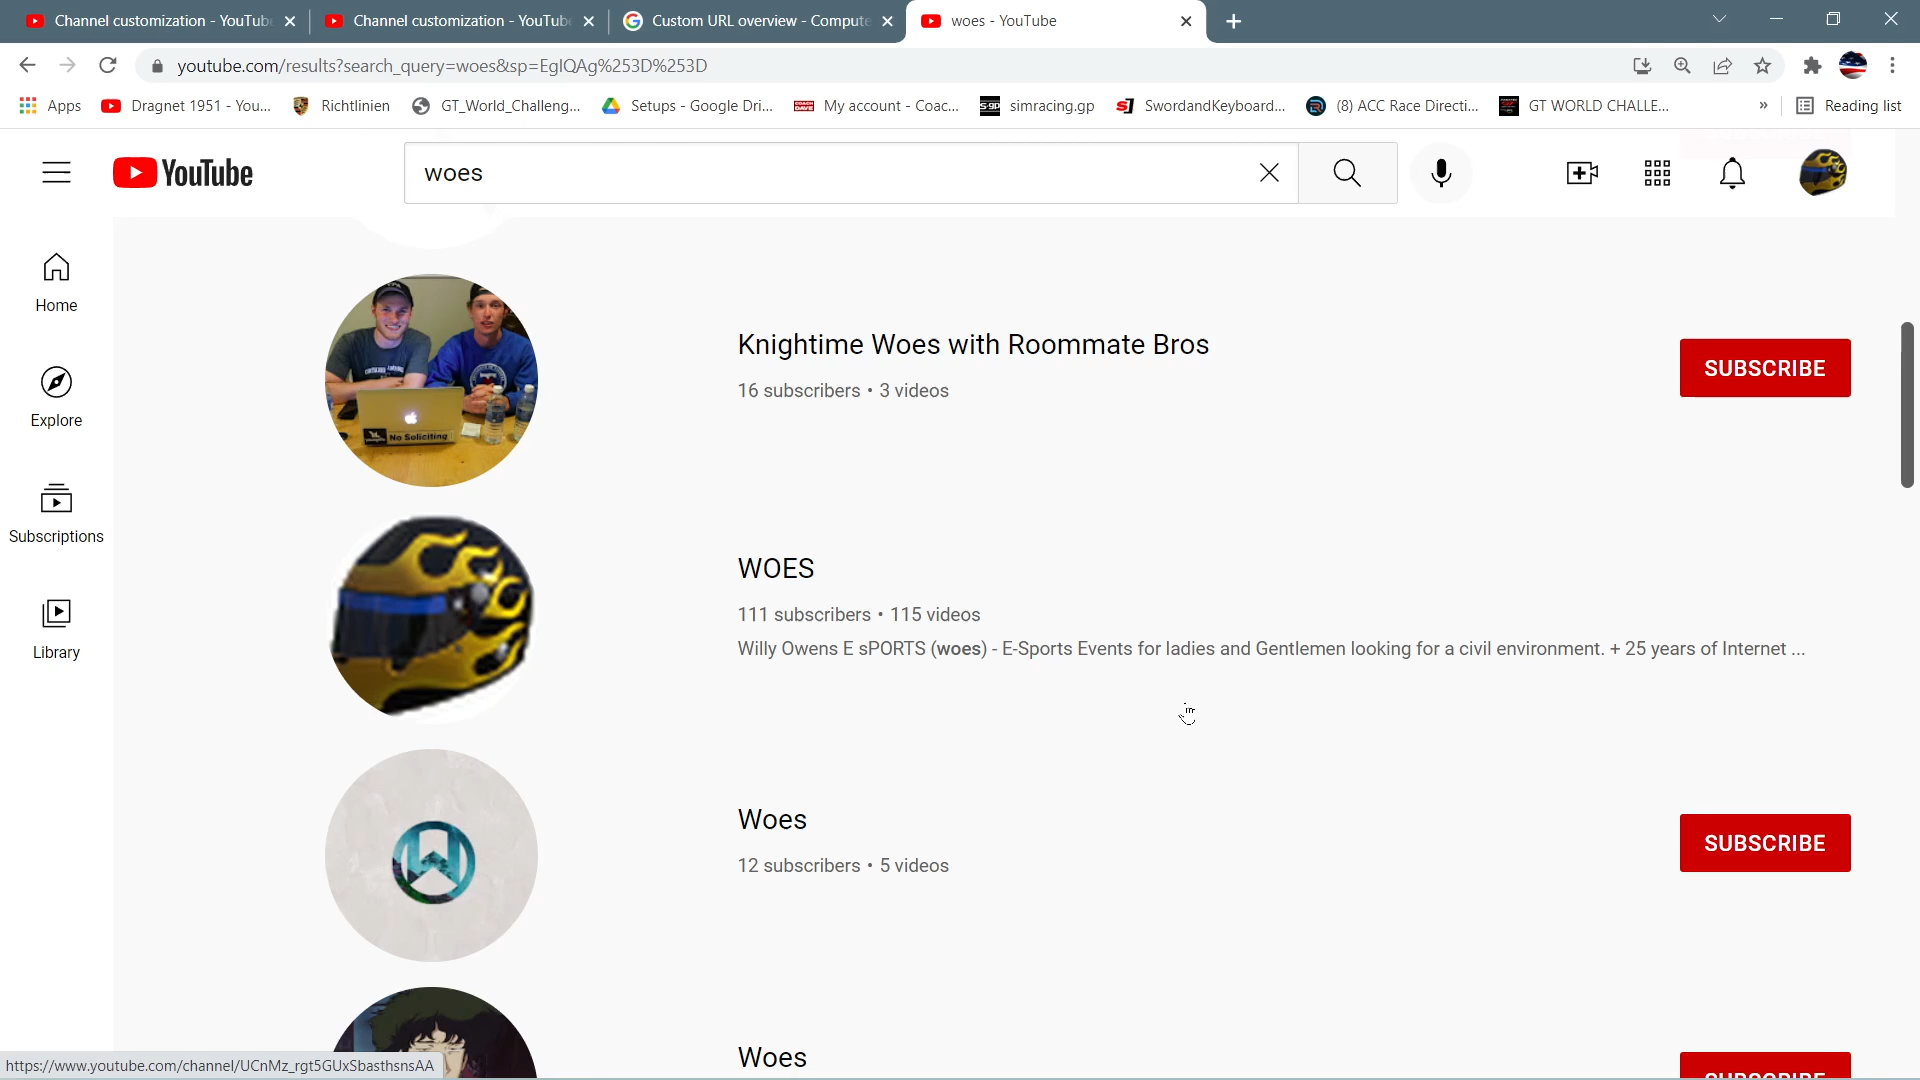 Channel customization - YouTub
Channel customization - YouTub
Custom URL overview - Compute
woes - YouTube
youtube.com/results?search_query=woes&sp=EgIQAg%253D%253D
Apps
Dragnet 1951 - You...
Richtlinien
GT_World_Challeng...
Setups - Google Dri...
My account - Coac...
simracing.gp
SwordandKeyboard...
(8) ACC Race Directi...
GT WORLD CHALLE...
»
Reading list
YouTube
woes
Home
Explore
Subscriptions
Library
No Soliciting
Knightime Woes with Roommate Bros
16 subscribers • 3 videos
SUBSCRIBE
WOES
111 subscribers • 115 videos
Willy Owens E sPORTS (woes) - E-Sports Events for ladies and Gentlemen looking for a civil environment. + 25 years of Internet ...
Woes
12 subscribers • 5 videos
SUBSCRIBE
Woes
SUBSCRIBE
https://www.youtube.com/channel/UCnMz_rgt5GUxSbasthsnsAA